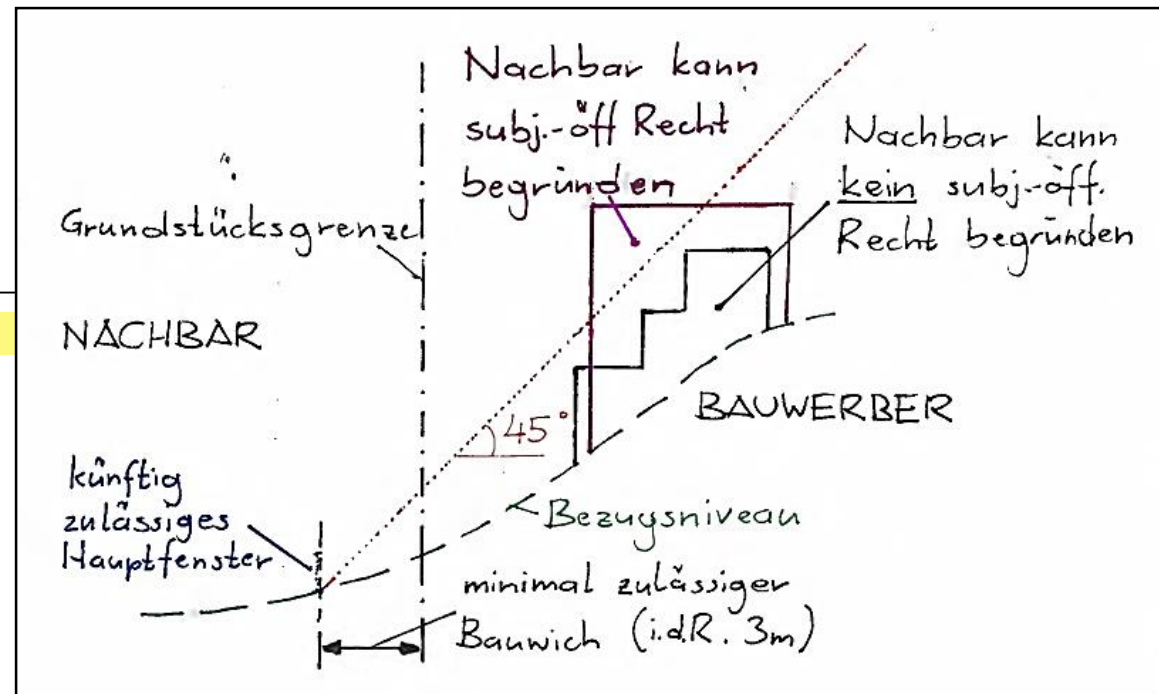 Nachbar kann
subj.-öff Recht
begründen
Nachbar kann
kein subj-öff.
Recht begründen
Grundstücksgrenze
NACHBAR
45°
BAUWERBER
künftig
zulässiges
Hauptfenster
Bezugsniveau
minimal zulässiger
Bauwich (i.d.R. 3m)